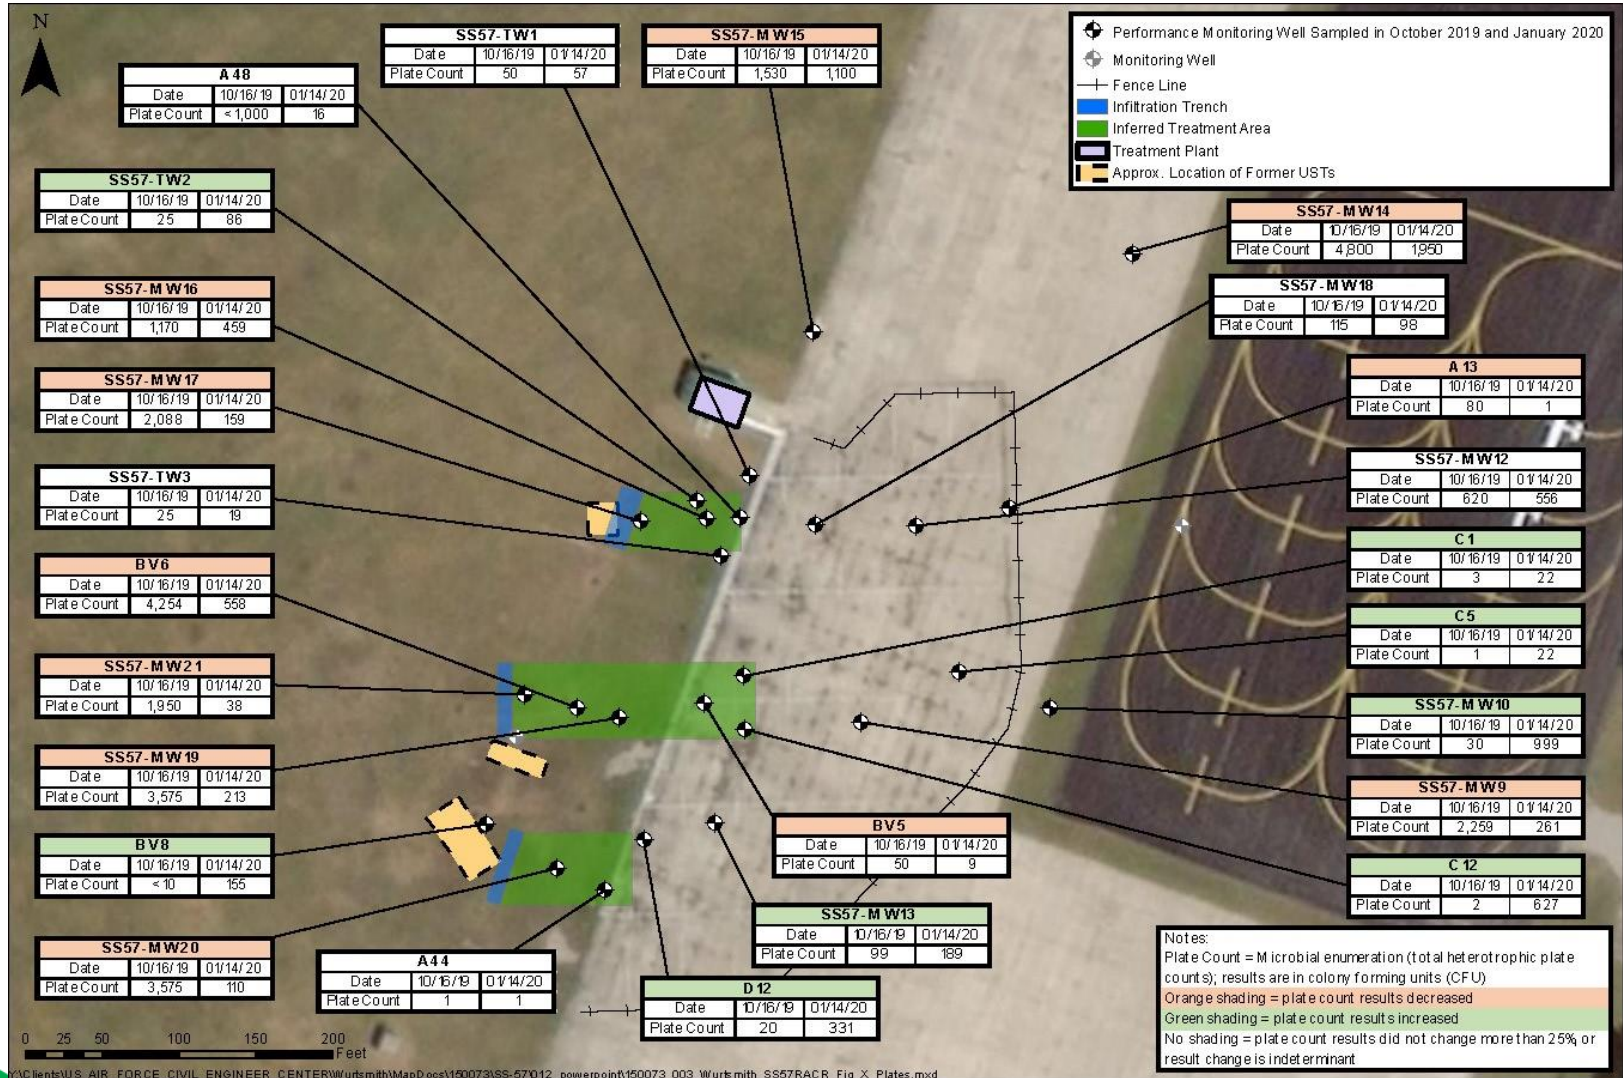 N
SS57-TW1
Date 10/16/19 01/14/20
Plate Count 50 57
SS57-MW15
Date 10/16/19 01/14/20
Plate Count 1,530 1,100
Performance Monitoring Well Sampled in October 2019 and January 2020
Monitoring Well
Fence Line
Infiltration Trench
Inferred Treatment Area
Treatment Plant
Approx. Location of Former USTs
A48
Date 10/16/19 01/14/20
Plate Count <1,000 16
SS57-TW2
Date 10/16/19 01/14/20
Plate Count 25 86
SS57-MW14
Date 10/16/19 01/14/20
Plate Count 4,800 1,950
SS57-MW16
Date 10/16/19 01/14/20
Plate Count 1,170 459
SS57-MW18
Date 10/16/19 01/14/20
Plate Count 115 98
SS57-MW17
Date 10/16/19 01/14/20
Plate Count 2,088 159
A13
Date 10/16/19 01/14/20
Plate Count 80 1
SS57-TW3
Date 10/16/19 01/14/20
Plate Count 25 19
SS57-MW12
Date 10/16/19 01/14/20
Plate Count 620 556
C1
Date 10/16/19 01/14/20
Plate Count 3 22
BV6
Date 10/16/19 01/14/20
Plate Count 4,254 558
C5
Date 10/16/19 01/14/20
Plate Count 1 22
SS57-MW21
Date 10/16/19 01/14/20
Plate Count 1,950 38
SS57-MW10
Date 10/16/19 01/14/20
Plate Count 30 999
SS57-MW19
Date 10/16/19 01/14/20
Plate Count 3,575 213
SS57-MW9
Date 10/16/19 01/14/20
Plate Count 2,259 261
BV8
Date 10/16/19 01/14/20
Plate Count <10 155
BV5
Date 10/16/19 01/14/20
Plate Count 50 9
C12
Date 10/16/19 01/14/20
Plate Count 2 627
SS57-MW20
Date 10/16/19 01/14/20
Plate Count 3,575 110
A44
Date 10/16/19 01/14/20
Plate Count 1 1
SS57-MW13
Date 10/16/19 01/14/20
Plate Count 99 189
D12
Date 10/16/19 01/14/20
Plate Count 20 331
Notes:
Plate Count = Microbial enumeration (total heterotrophic plate
counts); results are in colony forming units (CFU)
Orange shading = plate count results decreased
Green shading = plate count results increased
No shading = plate count results did not change more than 25% or
result change is indeterminant
0 25 50 100 150 200
Feet
Y:\Clients\US_AIR_FORCE_CIVIL_ENGINEER_CENTER\Wurtsmith\MapDocs\150073\SS-57\012_powerpoint\150073_003_Wurtsmith_SS57RACR_Fig_X_Plates.mxd